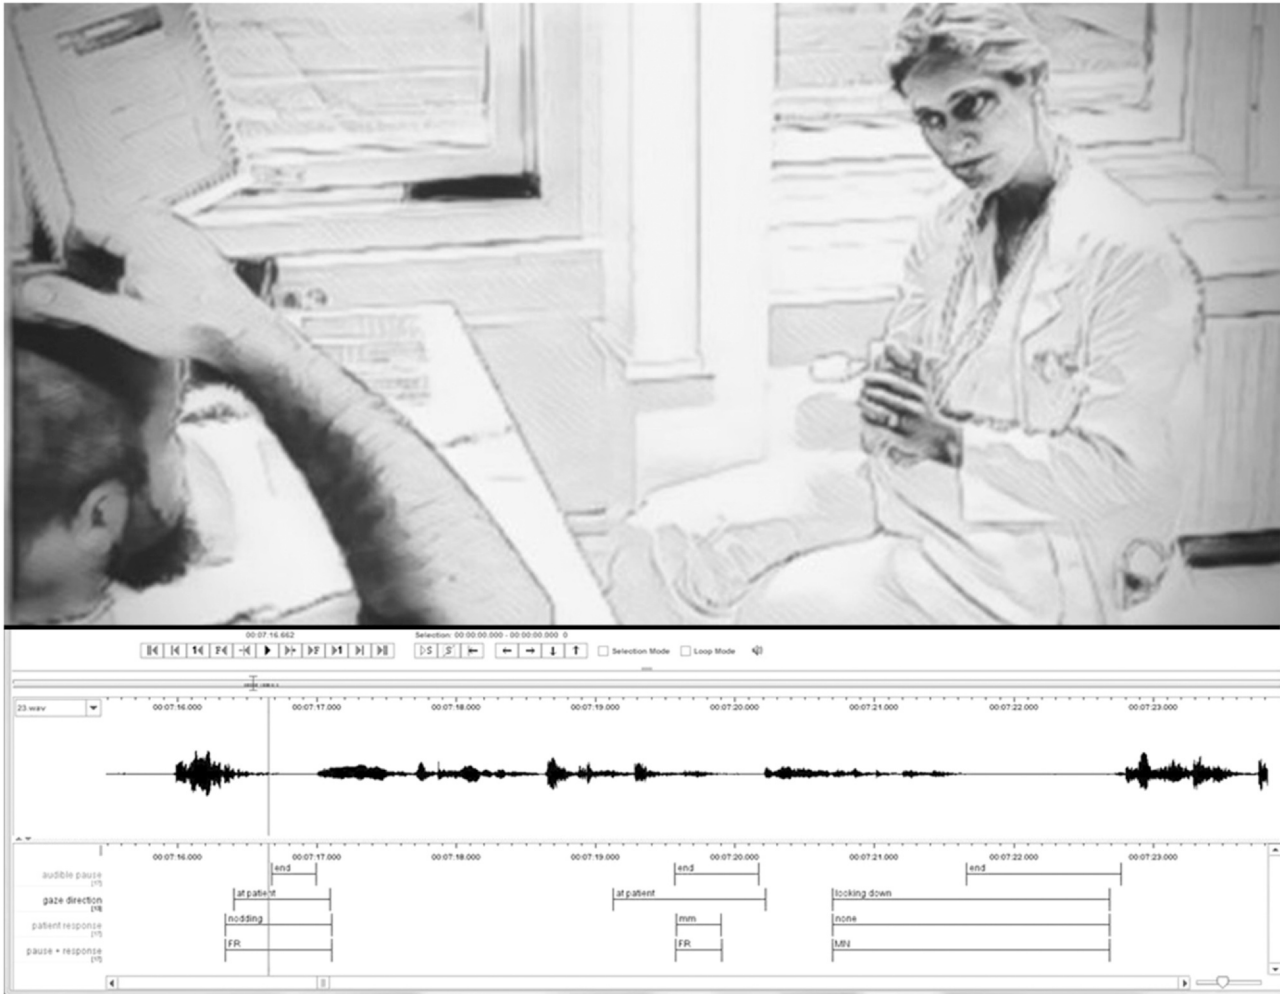 00:07:16.662
Selection: 00:00:00.000 - 00:00:00.000 0
Selection Mode
Loop Mode
23.wav
00:07:16.000 00:07:17.000 00:07:18.000 00:07:19.000 00:07:20.000 00:07:21.000 00:07:22.000 00:07:23.000
00:07:16.000 00:07:17.000 00:07:18.000 00:07:19.000 00:07:20.000 00:07:21.000 00:07:22.000 00:07:23.000
audible pause end end end
gaze direction at patient at patient looking down
patient response nodding mm none
pause + response FR FR MN